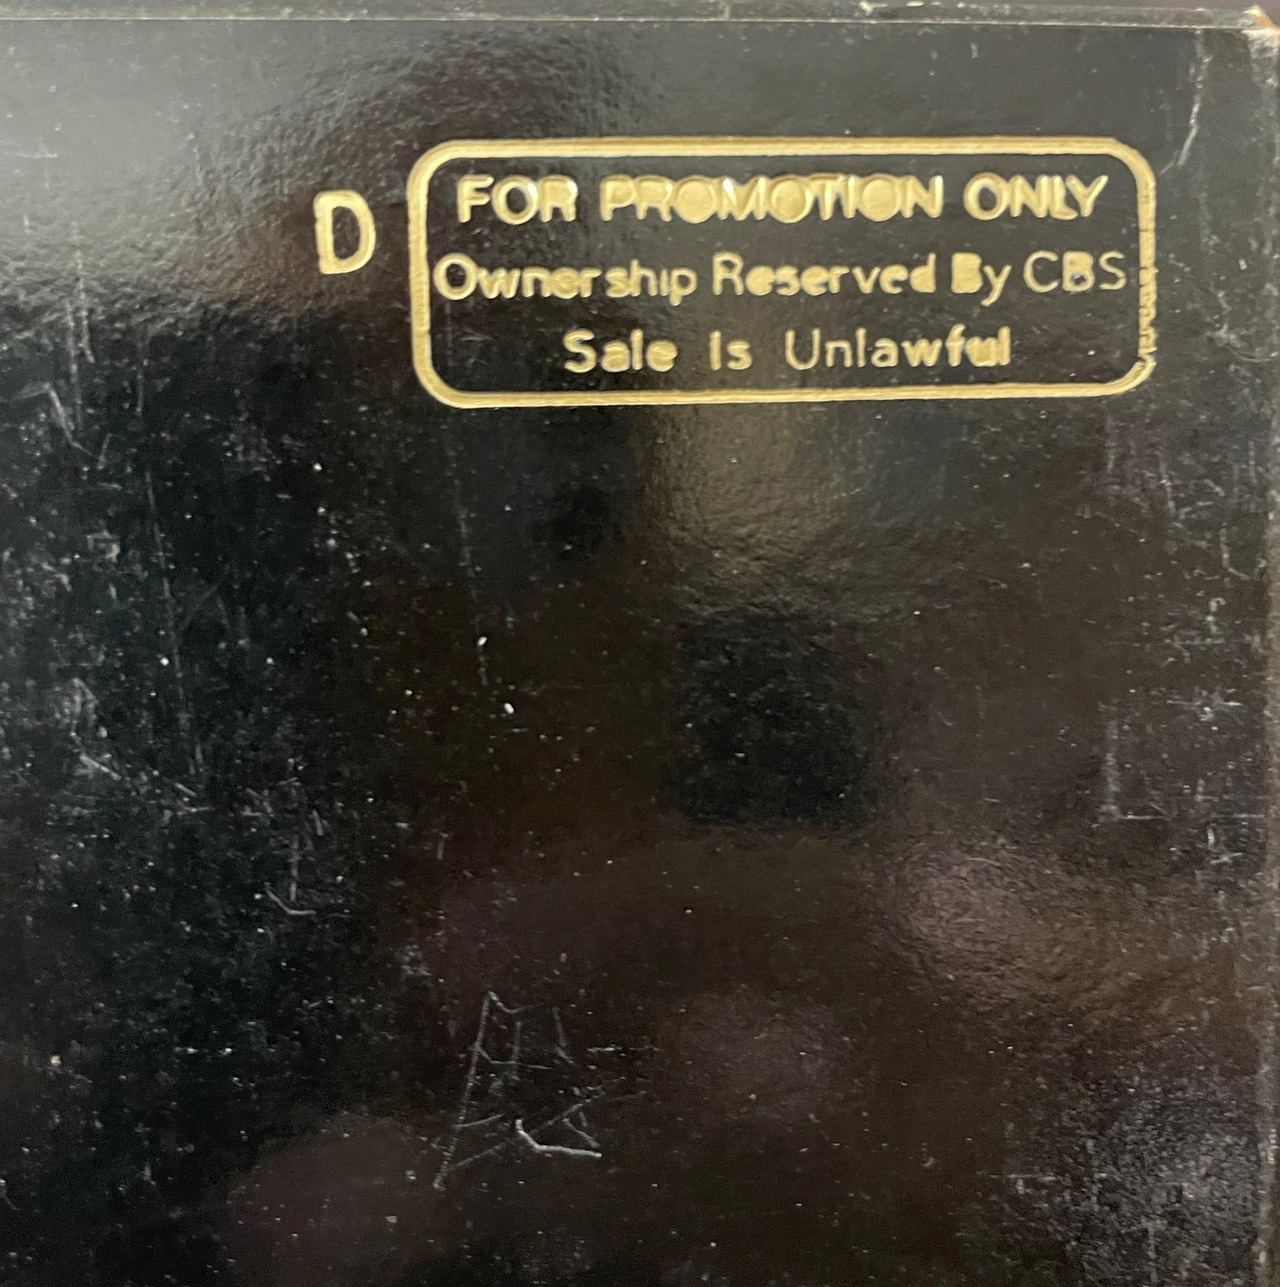 D
FOR PROMOTION ONLY
Ownership Reserved By CBS
Sale Is Unlawful